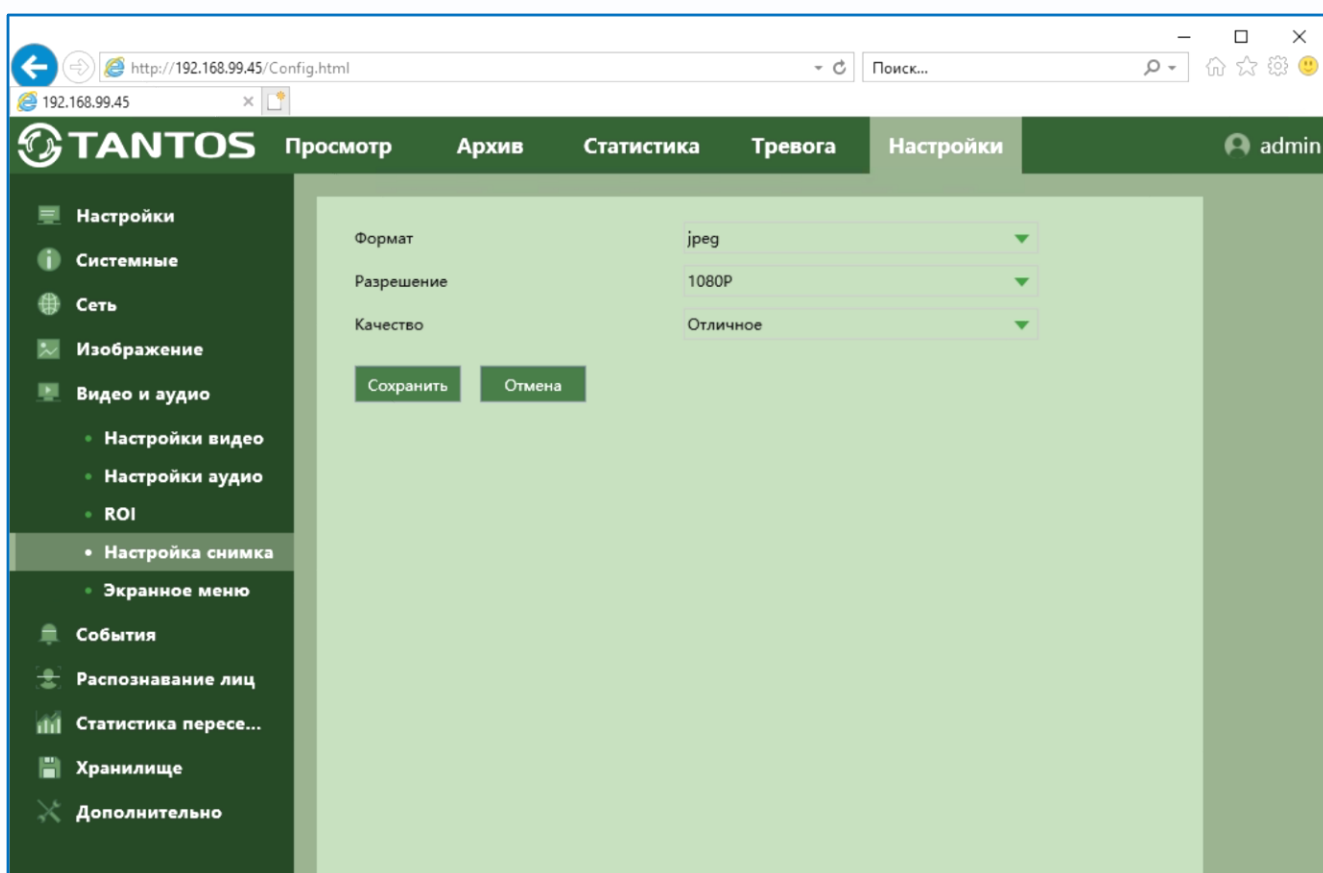 http://192.168.99.45/Config.html
Поиск...
192.168.99.45
TANTOS
Просмотр
Архив
Статистика
Тревога
Настройки
admin
Настройки
Системные
Сеть
Изображение
Видео и аудио
Настройки видео
Настройки аудио
ROI
Настройка снимка
Экранное меню
События
Распознавание лиц
Статистика пересе...
Хранилище
Дополнительно
Формат jpeg
Разрешение 1080P
Качество Отличное
Сохранить Отмена